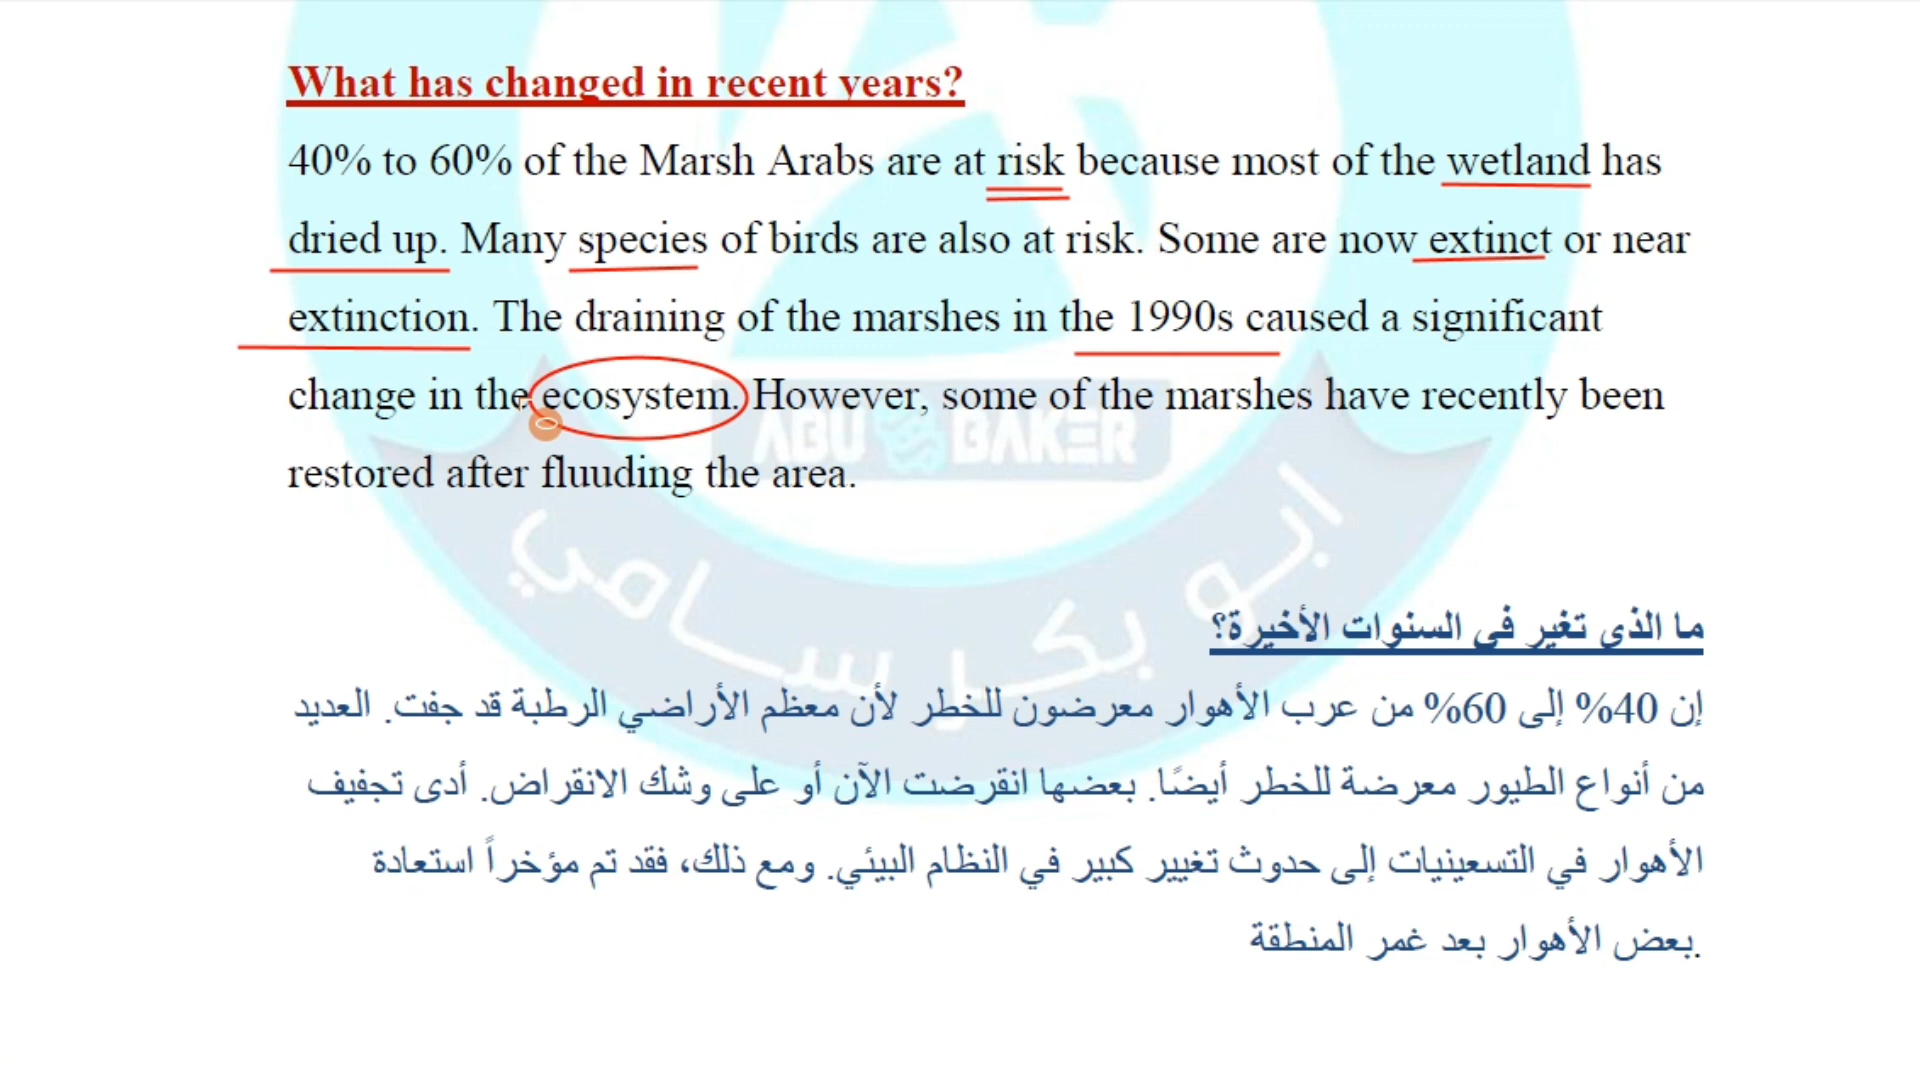 What has changed in recent years?
40% to 60% of the Marsh Arabs are at risk because most of the wetland has
dried up. Many species of birds are also at risk. Some are now extinct or near
extinction. The draining of the marshes in the 1990s caused a significant
change in the ecosystem. However, some of the marshes have recently been
restored after fluuding the area.
ABU BAKER
ابو بكر سامي
ما الذي تغير في السنوات الأخيرة؟
إن 40% إلى 60% من عرب الأهوار معرضون للخطر لأن معظم الأراضي الرطبة قد جفت. العديد
من أنواع الطيور معرضة للخطر أيضًا. بعضها انقرضت الآن أو على وشك الانقراض. أدى تجفيف
الأهوار في التسعينيات إلى حدوث تغيير كبير في النظام البيئي. ومع ذلك، فقد تم مؤخراً استعادة
بعض الأهوار بعد غمر المنطقة.